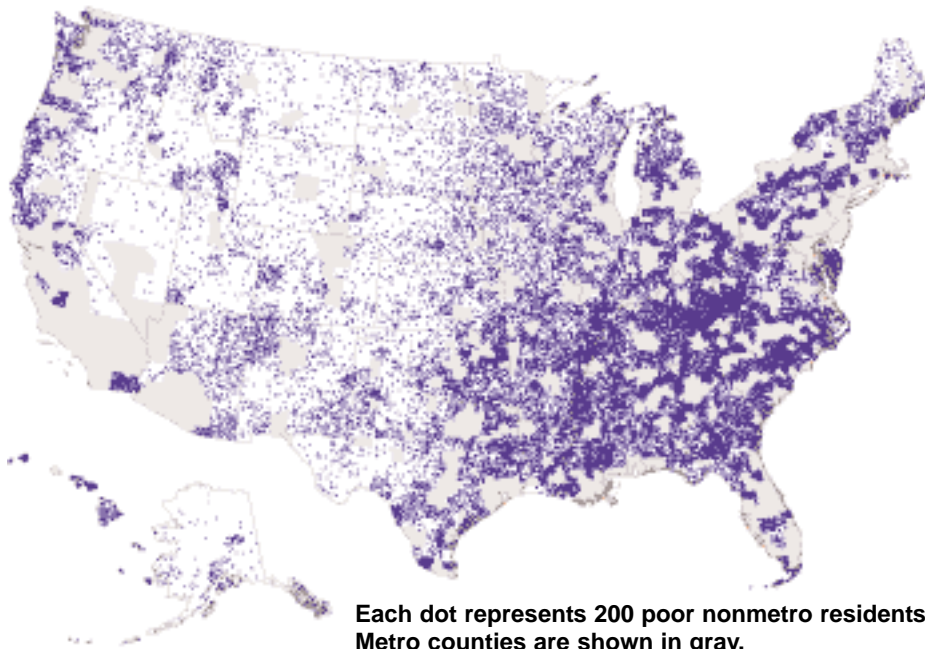 Each dot represents 200 poor nonmetro residents
Metro counties are shown in gray.